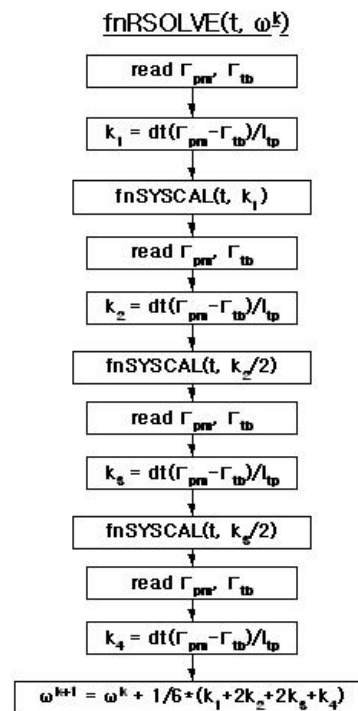 fnRSOLVE(t, ωᵏ)
read Γₚₘ, Γₜb
k₁ = dt(Γₚₘ-Γₜb)/Iₜₚ
fnSYSCAL(t, k₁)
read Γₚₘ, Γₜb
k₂ = dt(Γₚₘ-Γₜb)/Iₜₚ
fnSYSCAL(t, k₂/2)
read Γₚₘ, Γₜb
k₃ = dt(Γₚₘ-Γₜb)/Iₜₚ
fnSYSCAL(t, k₃/2)
read Γₚₘ, Γₜb
k₄ = dt(Γₚₘ-Γₜb)/Iₜₚ
ωᵏ⁺¹ = ωᵏ + 1/6*(k₁+2k₂+2k₃+k₄)